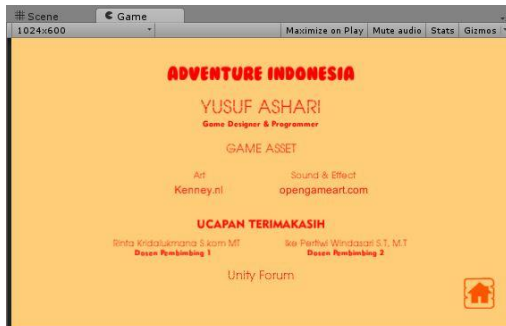 Scene
Game
1024x600
Maximize on Play Mute audio Stats Gizmos
ADVENTURE INDONESIA
YUSUF ASHARI
Game Designer & Programmer
GAME ASSET
Art Sound & Effect
Kenney.nl opengameart.com
UCAPAN TERIMAKASIH
Rinta Kridalukmana S.kom MT Ike Pertiwi Windasari S.T, M.T
Dosen Pembimbing 1 Dosen Pembimbing 2
Unity Forum